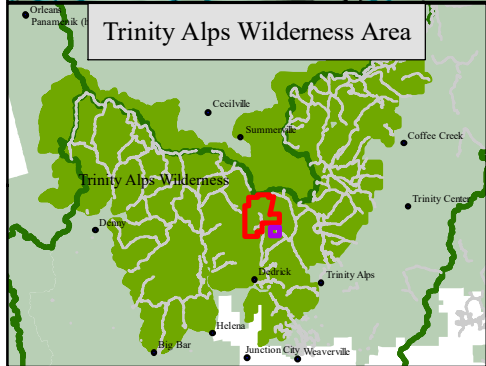 Trinity Alps Wilderness Area
Orleans
Panamenik (h
Cecilville
Summerville
Coffee Creek
Trinity Alps Wilderness
Trinity Center
Denny
Dedrick
Trinity Alps
Helena
Big Bar
Junction City
Weaverville